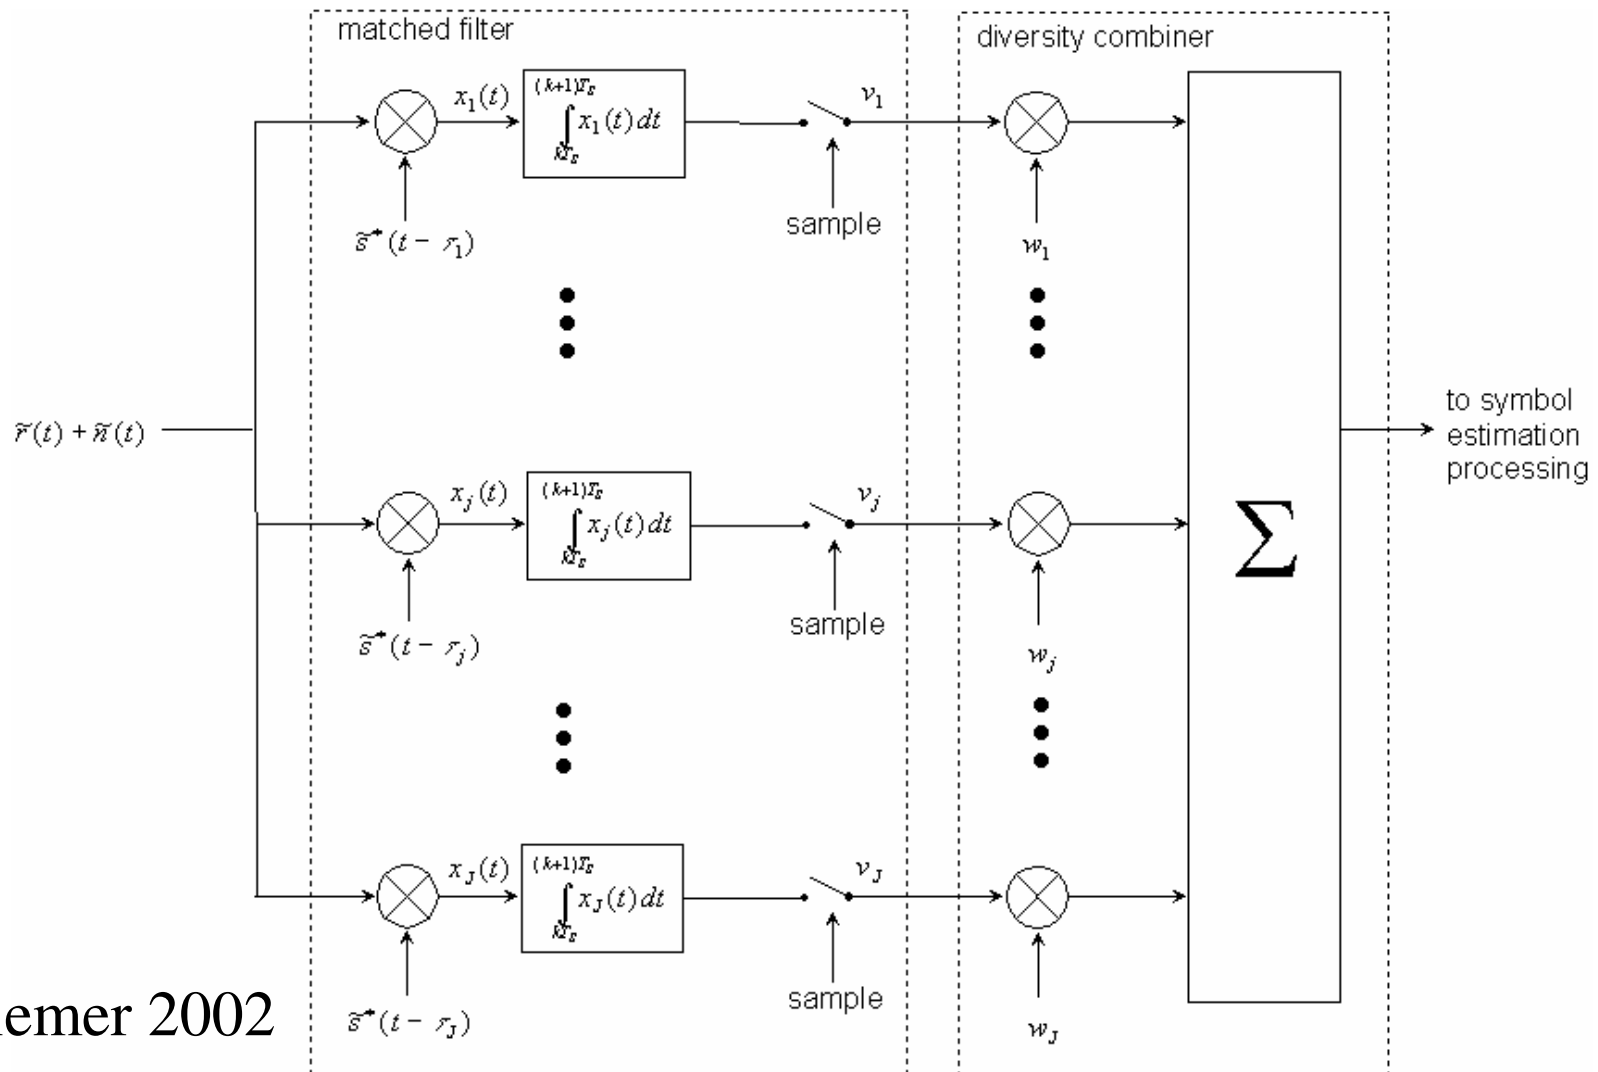 matched filter
diversity combiner
x₁(t)
(k+1)Tₛ
∫ x₁(t) dt
kTₛ
v₁
sample
s̃*(t − τ₁)
w₁
r̃(t) + ñ(t)
xⱼ(t)
(k+1)Tₛ
∫ xⱼ(t) dt
kTₛ
vⱼ
sample
s̃*(t − τⱼ)
wⱼ
Σ
to symbol
estimation
processing
x_J(t)
(k+1)Tₛ
∫ x_J(t) dt
kTₛ
v_J
sample
s̃*(t − τ_J)
w_J
emer 2002